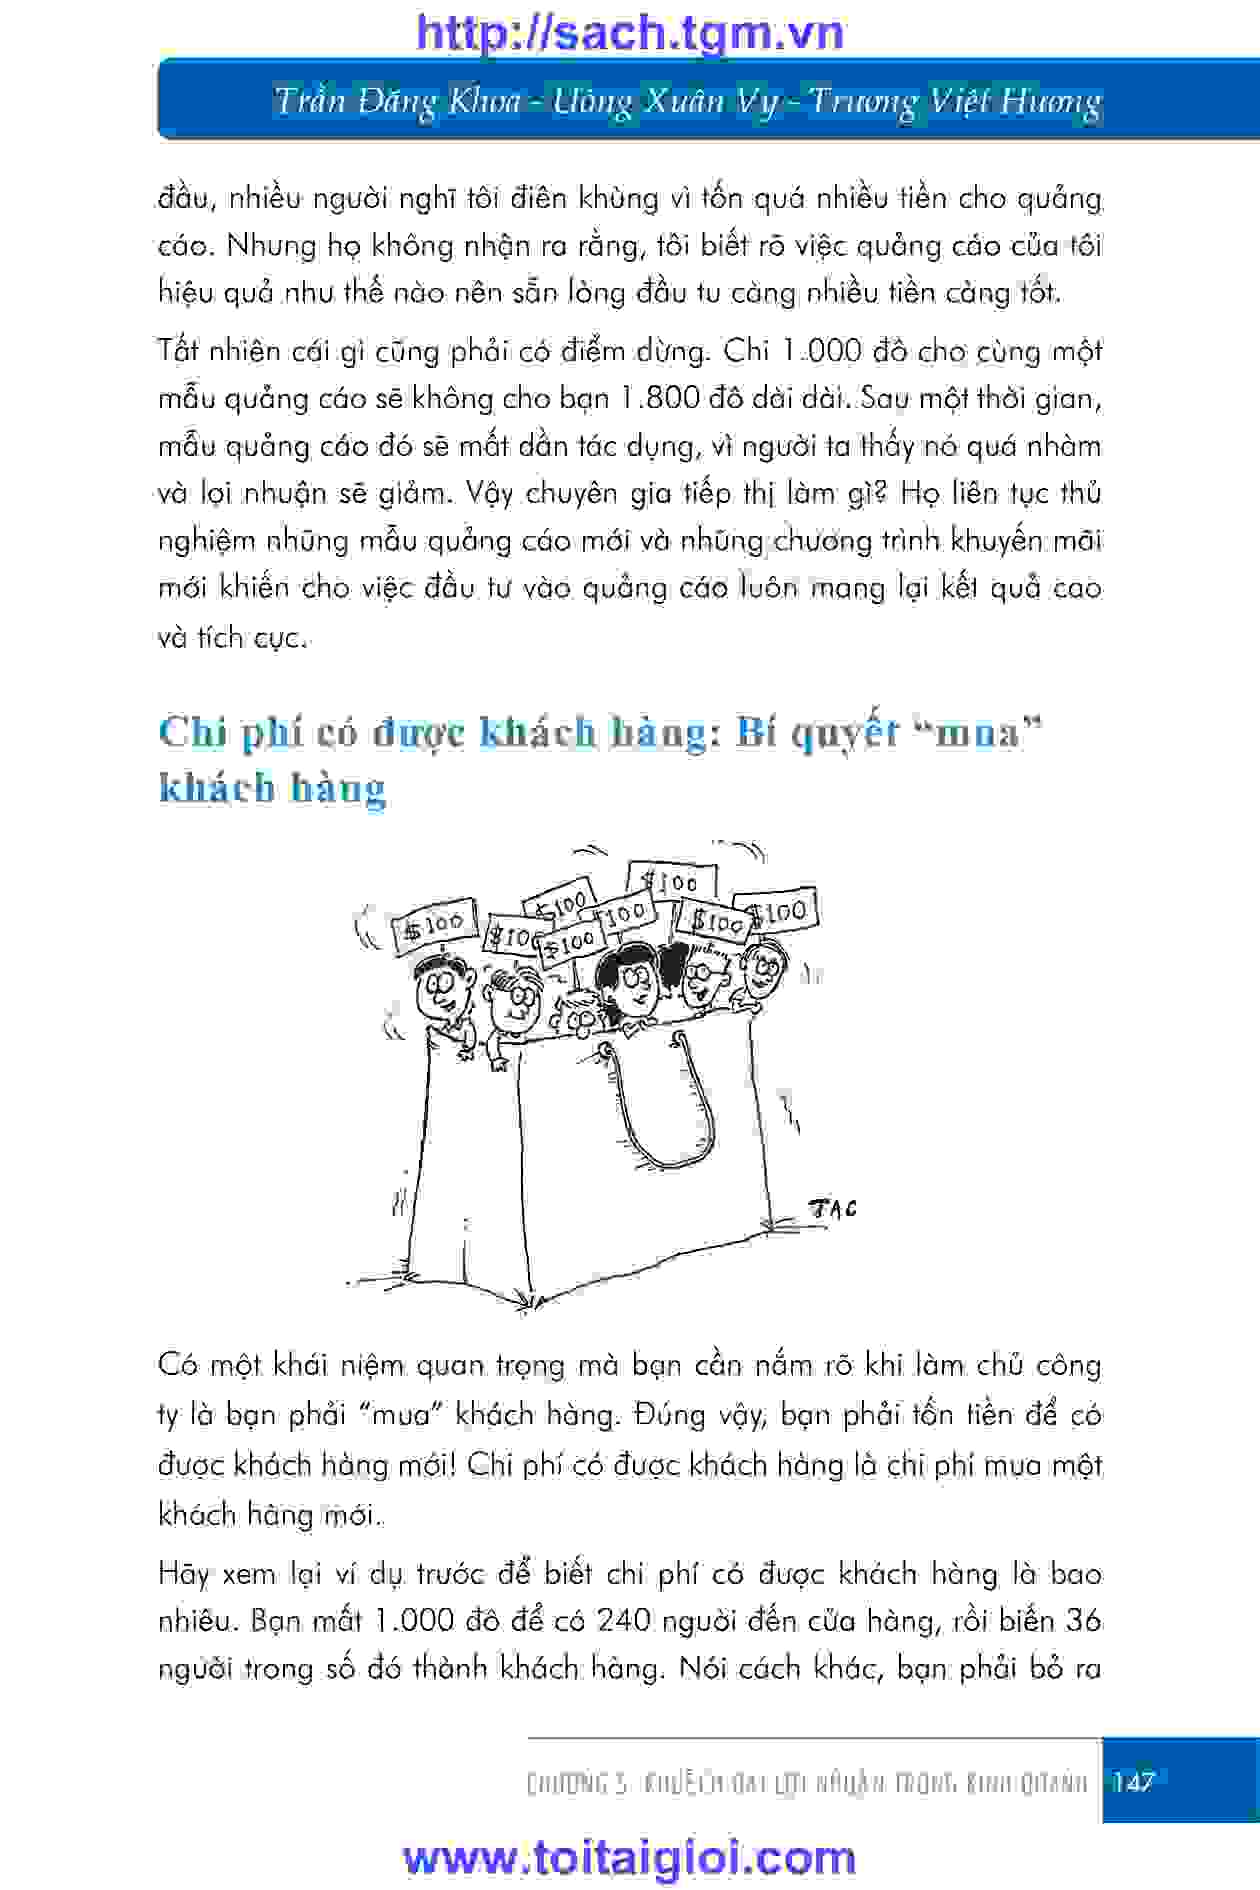 http://sach.tgm.vn
Trần Đăng Khoa - Uông Xuân Vy - Trương Việt Hương
đầu, nhiều người nghĩ tôi điên khùng vì tốn quá nhiều tiền cho quảng
cáo. Nhưng họ không nhận ra rằng, tôi biết rõ việc quảng cáo của tôi
hiệu quả như thế nào nên sẵn lòng đầu tư càng nhiều tiền càng tốt.
Tất nhiên cái gì cũng phải có điểm dừng. Chi 1.000 đô cho cùng một
mẫu quảng cáo sẽ không cho bạn 1.800 đô dài dài. Sau một thời gian,
mẫu quảng cáo đó sẽ mất dần tác dụng, vì người ta thấy nó quá nhàm
và lợi nhuận sẽ giảm. Vậy chuyên gia tiếp thị làm gì? Họ liên tục thử
nghiệm những mẫu quảng cáo mới và những chương trình khuyến mãi
mới khiến cho việc đầu tư vào quảng cáo luôn mang lại kết quả cao
và tích cực.
Chi phí có được khách hàng: Bí quyết “mua”
khách hàng
$100
$100
$100
$100
$100
$100
$100
$100
TAC
Có một khái niệm quan trọng mà bạn cần nắm rõ khi làm chủ công
ty là bạn phải “mua” khách hàng. Đúng vậy, bạn phải tốn tiền để có
được khách hàng mới! Chi phí có được khách hàng là chi phí mua một
khách hàng mới.
Hãy xem lại ví dụ trước để biết chi phí có được khách hàng là bao
nhiêu. Bạn mất 1.000 đô để có 240 người đến cửa hàng, rồi biến 36
người trong số đó thành khách hàng. Nói cách khác, bạn phải bỏ ra
CHƯƠNG 5: KHUẾCH ĐẠI LỢI NHUẬN TRONG KINH DOANH 147
www.toitaigioi.com